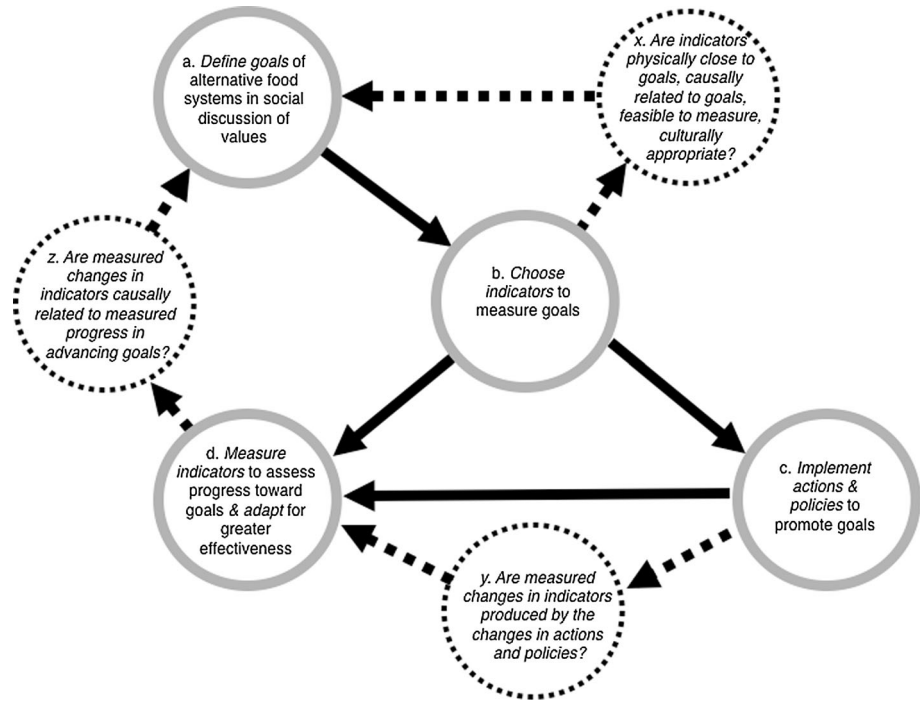 a. Define goals of
alternative food
systems in social
discussion of
values
x. Are indicators
physically close to
goals, causally
related to goals,
feasible to measure,
culturally
appropriate?
z. Are measured
changes in
indicators causally
related to measured
progress in
advancing goals?
b. Choose
indicators to
measure goals
d. Measure
indicators to assess
progress toward
goals & adapt for
greater
effectiveness
c. Implement
actions &
policies to
promote goals
y. Are measured
changes in indicators
produced by the
changes in actions
and policies?